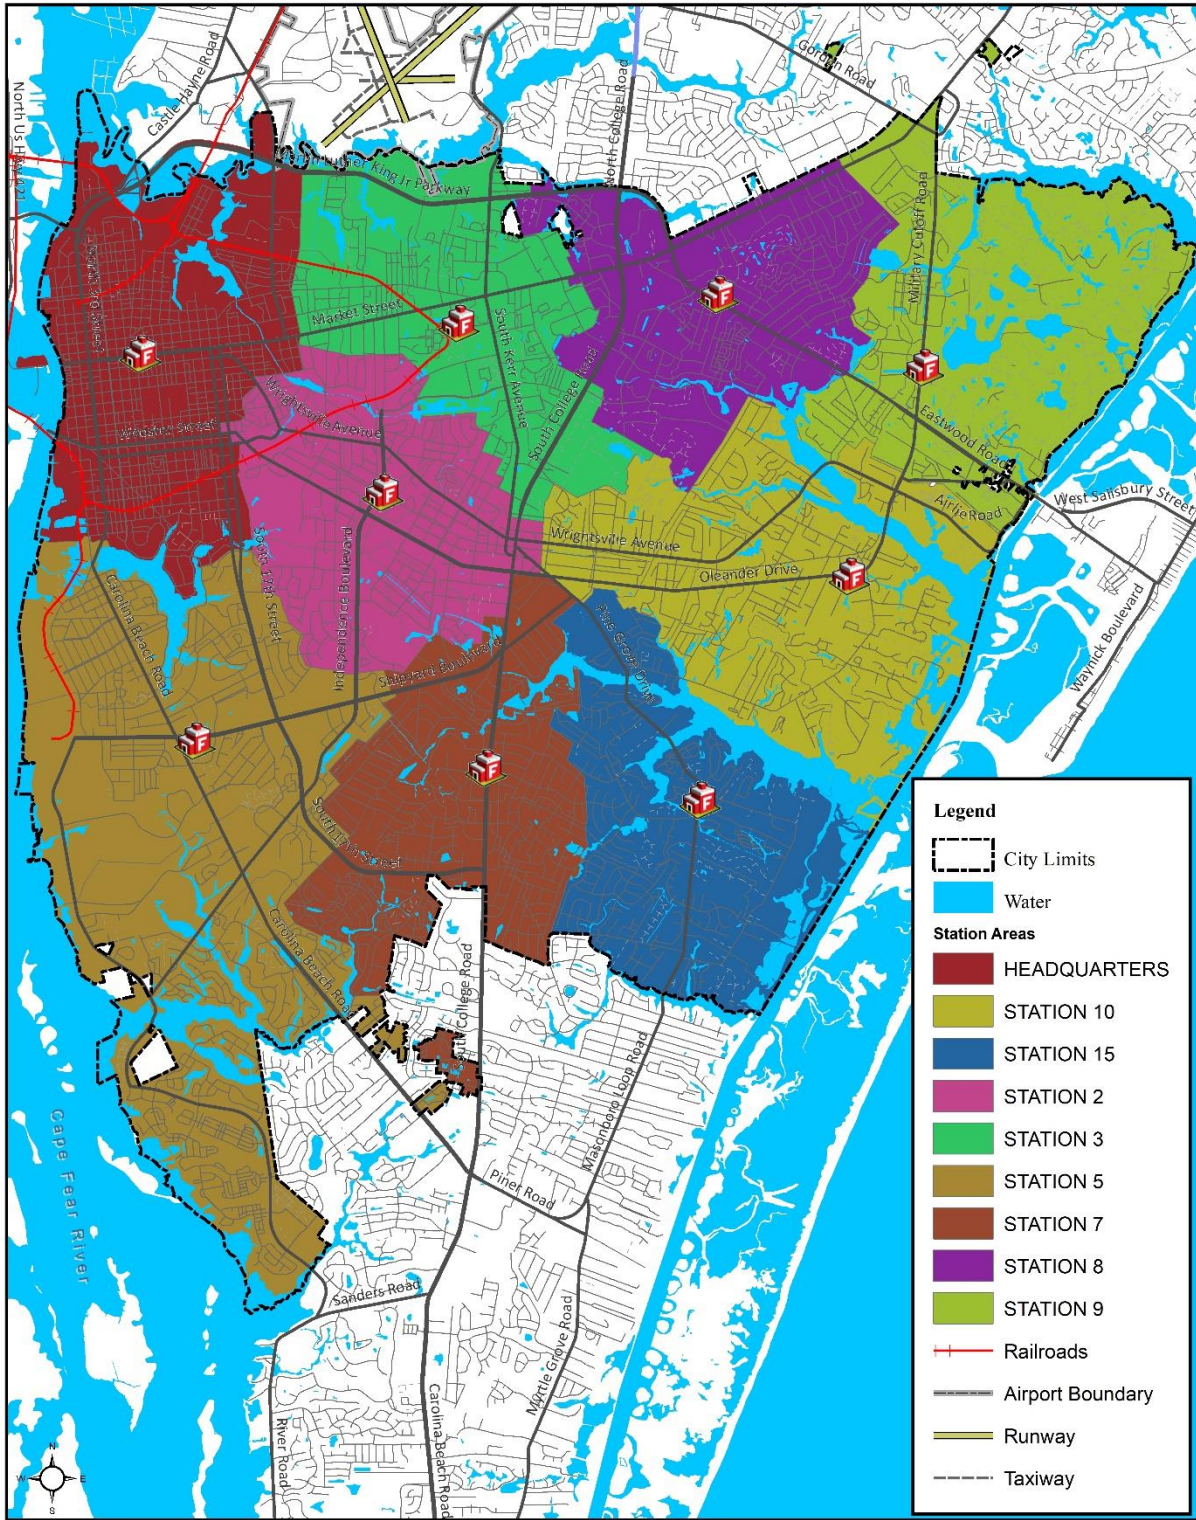 Gordon Road
Castle Hayne Road
North College Road
North Us Hwy 421
Martin Luther King Jr Parkway
Military Cutoff Road
North 3rd Street
Market Street
F
F
F
F
South Kerr Avenue
South College Road
Wrightsville Avenue
Wooster Street
Eastwood Road
F
West Salisbury Street
Airlie Road
Wrightsville Avenue
Oleander Drive
F
South 17th Street
Independence Boulevard
Carolina Beach Road
Pine Grove Drive
Waynick Boulevard
Shipyard Boulevard
F
F
F
South 17th Street
Carolina Beach Road
South College Road
Masonboro Loop Road
Cape Fear River
Piner Road
Sanders Road
Myrtle Grove Road
River Road
Carolina Beach Road
N
W E
S
Legend
City Limits
Water
Station Areas
HEADQUARTERS
STATION 10
STATION 15
STATION 2
STATION 3
STATION 5
STATION 7
STATION 8
STATION 9
Railroads
Airport Boundary
Runway
Taxiway